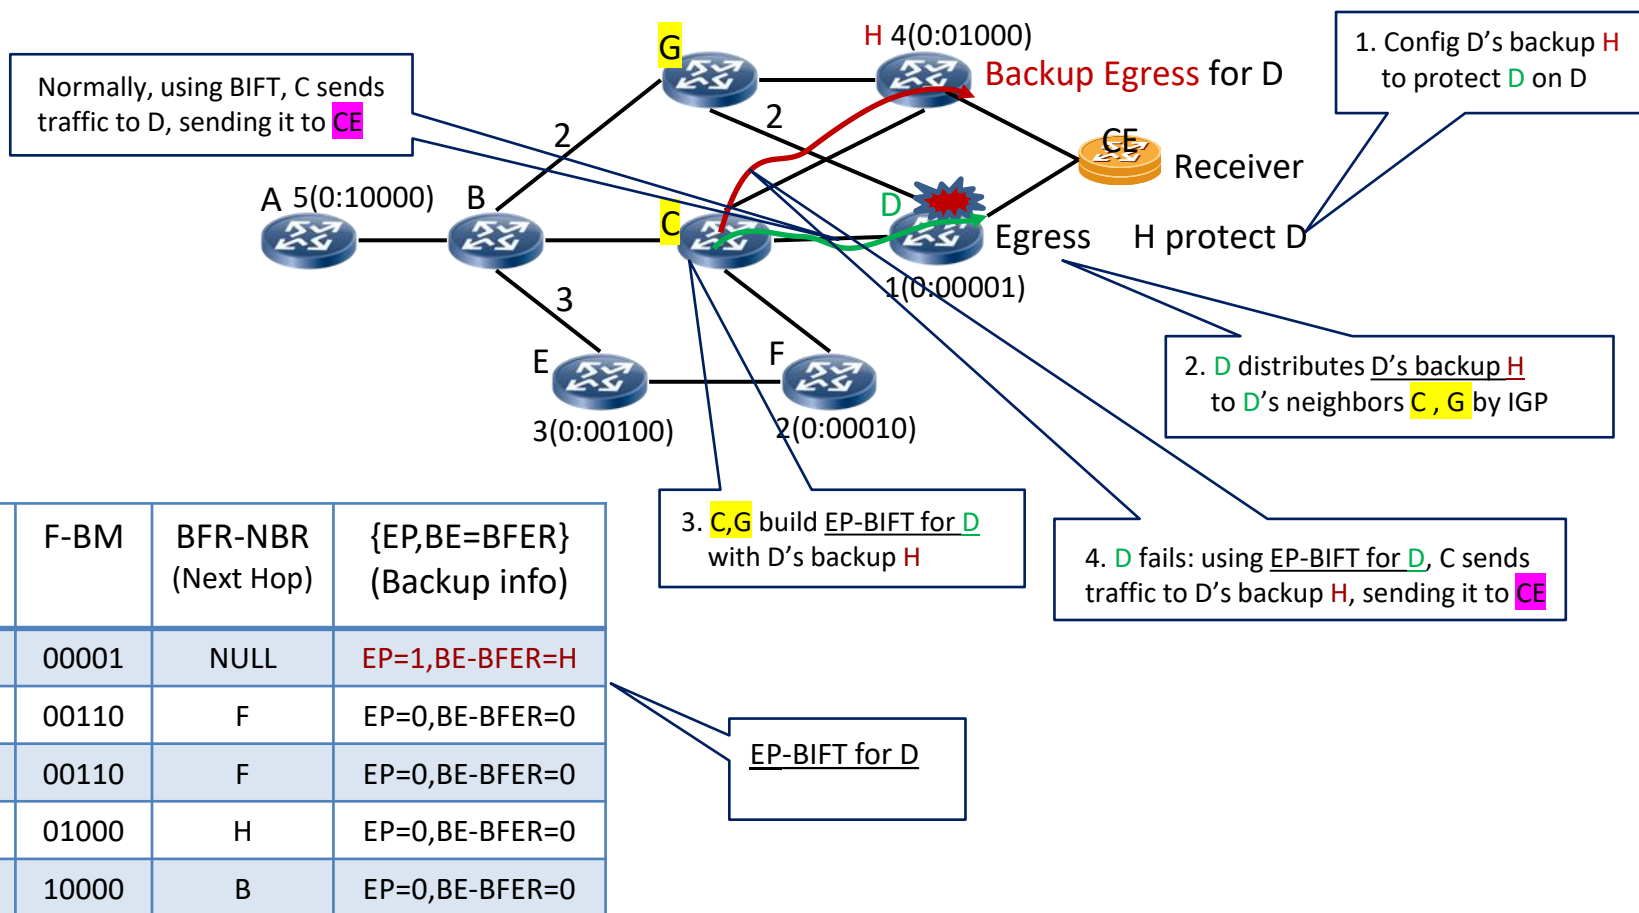 G
H 4(0:01000)
Backup Egress for D
1. Config D's backup H
to protect D on D
Normally, using BIFT, C sends
traffic to D, sending it to CE
2
2
CE
Receiver
A 5(0:10000)
B
C
D
Egress
H protect D
1(0:00001)
3
E
F
3(0:00100)
2(0:00010)
2. D distributes D's backup H
to D's neighbors C , G by IGP
3. C,G build EP-BIFT for D
with D's backup H
4. D fails: using EP-BIFT for D, C sends
traffic to D's backup H, sending it to CE
F-BM BFR-NBR {EP,BE=BFER}
(Next Hop) (Backup info)
00001 NULL EP=1,BE-BFER=H
00110 F EP=0,BE-BFER=0
00110 F EP=0,BE-BFER=0
01000 H EP=0,BE-BFER=0
10000 B EP=0,BE-BFER=0
EP-BIFT for D